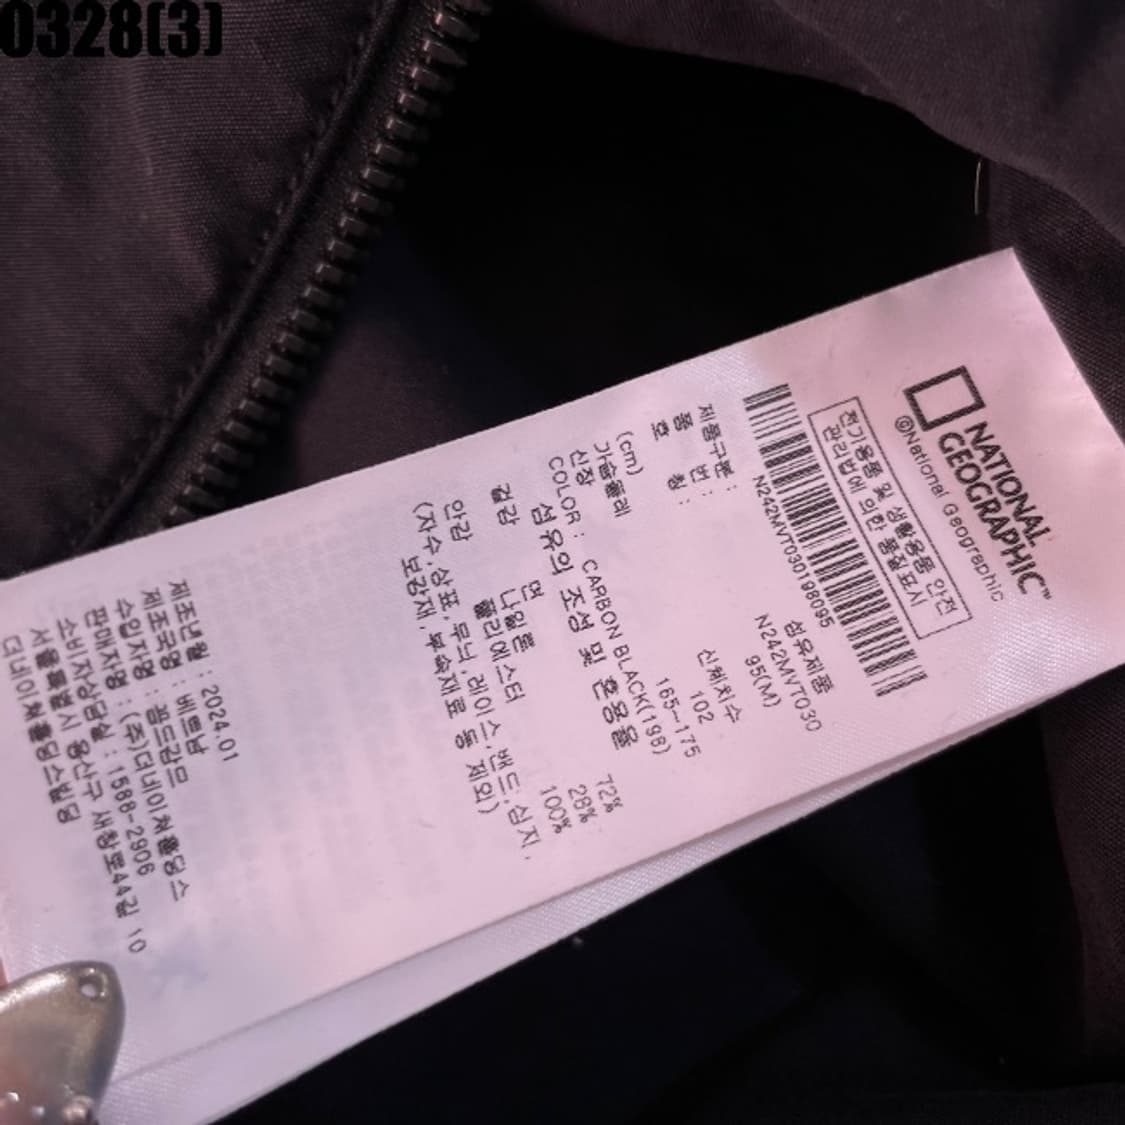 0328(3)
NATIONAL
GEOGRAPHIC™
©National Geographic
전기용품 및 생활용품 안전
관리법에 의한 품질표시
N242MVT030198095
제품구분 : 섬유제품
품 번 : N242MVT030
호 칭 : 95(M)
(cm) 신체치수
가슴둘레 102
신장 165~175
COLOR : CARBON BLACK(198)
섬유의 조성 및 혼용율
겉감 면 72%
나일론 28%
안감 폴리에스터 100%
(자수,상표,무늬,레이스,밴드,심지,
보강재,부속재료 등 제외)
제조년월 : 2024.01
제조국명 : 베트남
수입자명 :
판매자명 : (주)더네이쳐홀딩스
소비자상담실 : 1588-2906
서울특별시 용산구 새창로44길 10
더네이쳐홀딩스빌딩